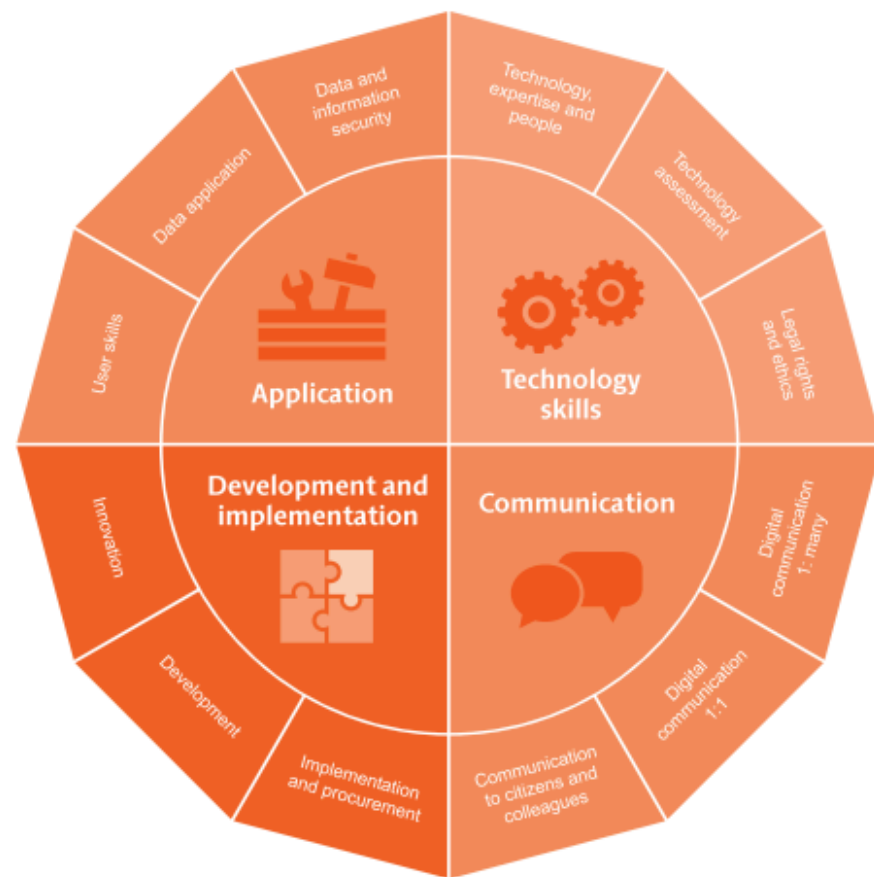 Data and
information
security
Technology,
expertise and
people
Data application
Technology
assessment
User skills
Legal rights
and ethics
Application
Technology
skills
Development and
implementation
Communication
Innovation
Digital
communication
1: many
Development
Digital
communication
1:1
Implementation
and procurement
Communication
to citizens and
colleagues